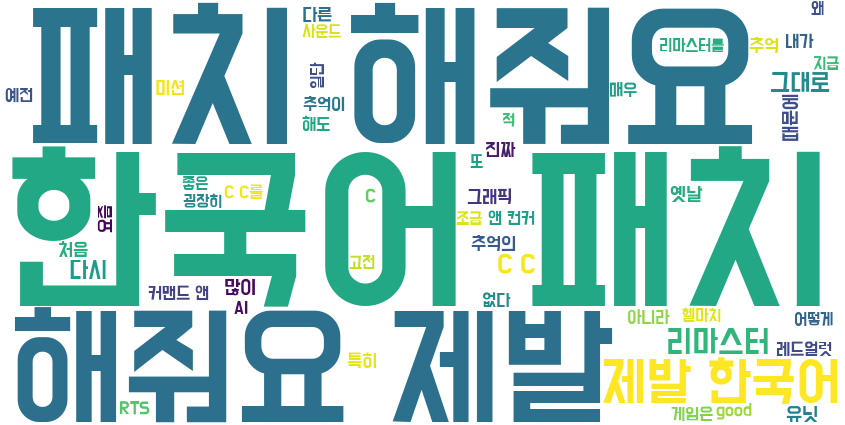 패치 해줘요
다른
사운드
리마스터를
추억
내가
왜
지금
그대로
예전
미션
일단
추억이
해도
매우
적
동맹봄
진짜
또
한국어 패치
좋은
굉장히
C C를
C
그래픽
조금
앤 컨커
옛날
추억의
고전
C C
처음
다시
커맨드 앤
많이
AI
없다
해줘요 제발
아니라
헬마치
어떻게
리마스터
레드얼럿
특히
제발 한국어
RTS
게임은
good
유닛